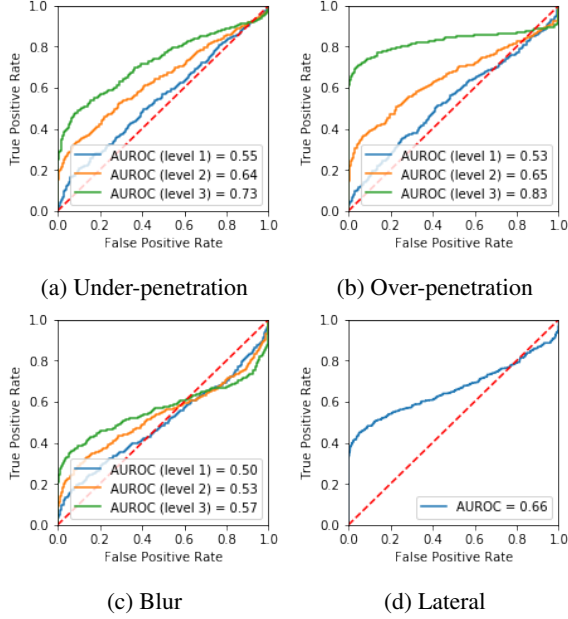 1.0
0.8
0.6
0.4
0.2
0.0
True Positive Rate
AUROC (level 1) = 0.55
AUROC (level 2) = 0.64
AUROC (level 3) = 0.73
0.0 0.2 0.4 0.6 0.8 1.0
False Positive Rate
(a) Under-penetration
1.0
0.8
0.6
0.4
0.2
0.0
True Positive Rate
AUROC (level 1) = 0.53
AUROC (level 2) = 0.65
AUROC (level 3) = 0.83
0.0 0.2 0.4 0.6 0.8 1.0
False Positive Rate
(b) Over-penetration
1.0
0.8
0.6
0.4
0.2
0.0
True Positive Rate
AUROC (level 1) = 0.50
AUROC (level 2) = 0.53
AUROC (level 3) = 0.57
0.0 0.2 0.4 0.6 0.8 1.0
False Positive Rate
(c) Blur
1.0
0.8
0.6
0.4
0.2
0.0
True Positive Rate
AUROC = 0.66
0.0 0.2 0.4 0.6 0.8 1.0
False Positive Rate
(d) Lateral